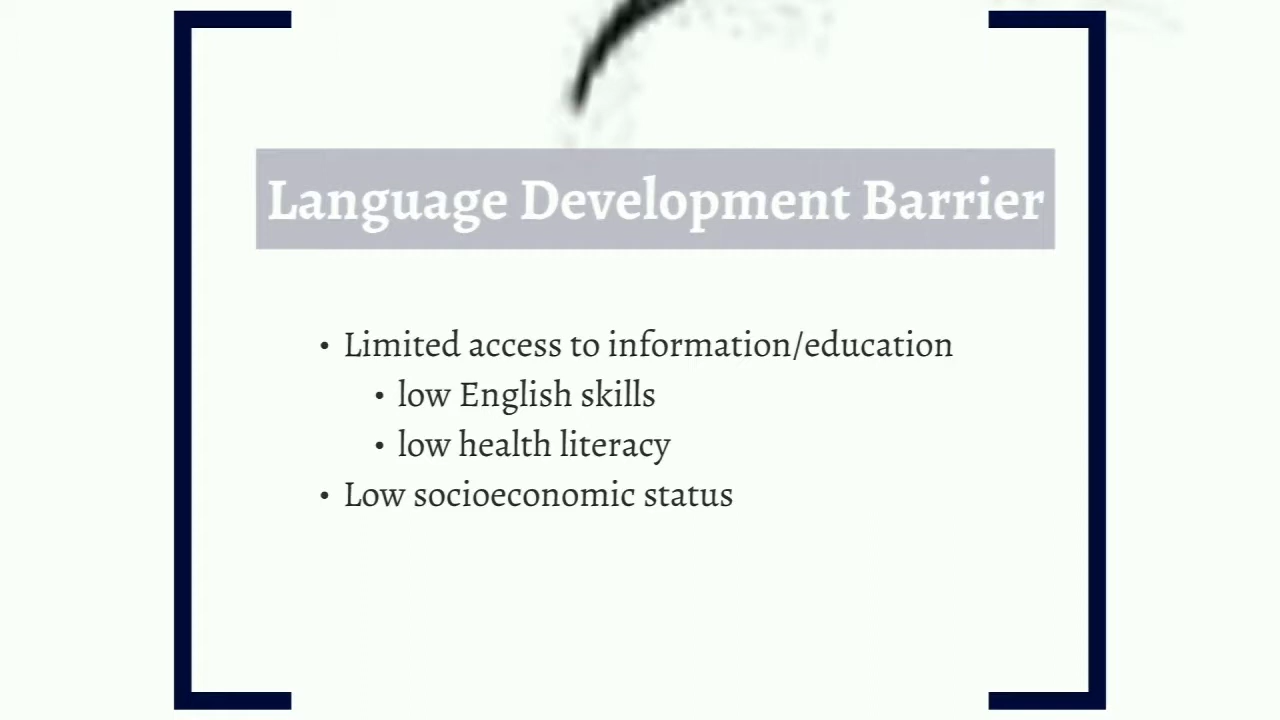 Language Development Barrier
• Limited access to information/education
• low English skills
• low health literacy
• Low socioeconomic status